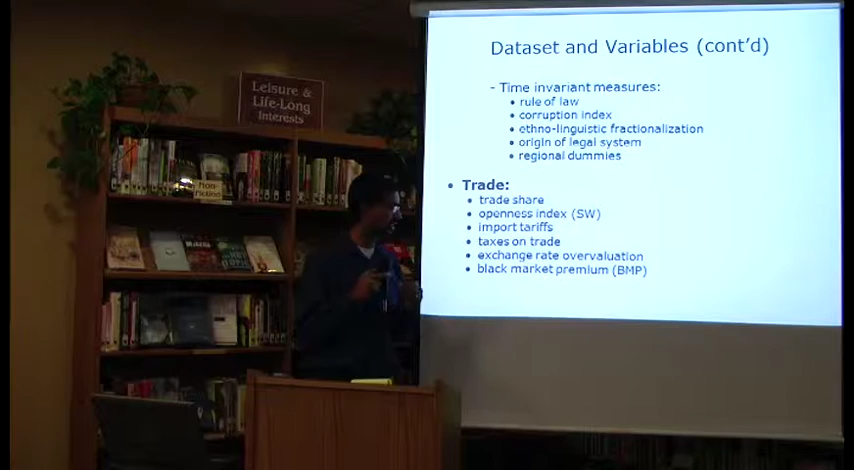 Leisure &
Life-Long
Interests
Non-
Fiction
Dataset and Variables (cont'd)
- Time invariant measures:
• rule of law
• corruption index
• ethno-linguistic fractionalization
• origin of legal system
• regional dummies
• Trade:
• trade share
• openness index (SW)
• import tariffs
• taxes on trade
• exchange rate overvaluation
• black market premium (BMP)